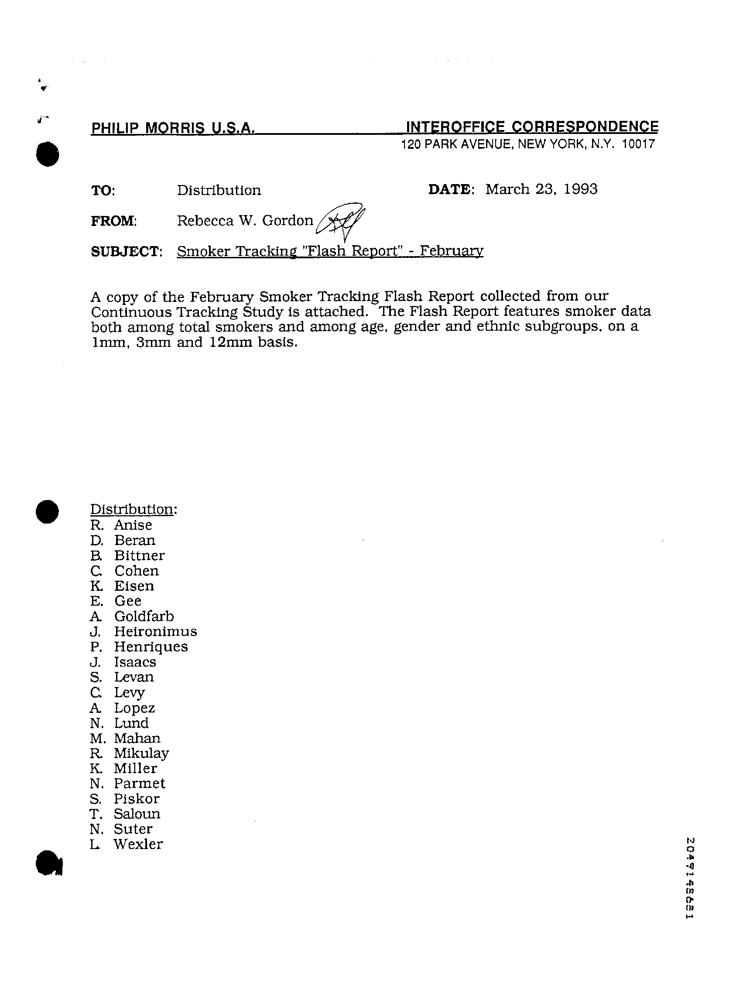 PHILIP MORRIS U.S.A. INTEROFFICE CORRESPONDENCE
120 PARK AVENUE, NEW YORK, N.Y. 10017
TO: Distribution DATE: March 23, 1993
FROM: Rebecca W. Gordon
SUBJECT: Smoker Tracking "Flash Report" - February
A copy of the February Smoker Tracking Flash Report collected from our
Continuous Tracking Study is attached. The Flash Report features smoker data
both among total smokers and among age, gender and ethnic subgroups, on a
1mm, 3mm and 12mm basis.
Distribution:
R. Anise
D. Beran
B. Bittner
C. Cohen
K. Eisen
E. Gee
A. Goldfarb
J. Heironimus
P. Henriques
J. Isaacs
S. Levan
C. Levy
A. Lopez
N. Lund
M. Mahan
R. Mikulay
K. Miller
N. Parmet
S. Piskor
T. Saloun
N. Suter
L. Wexler